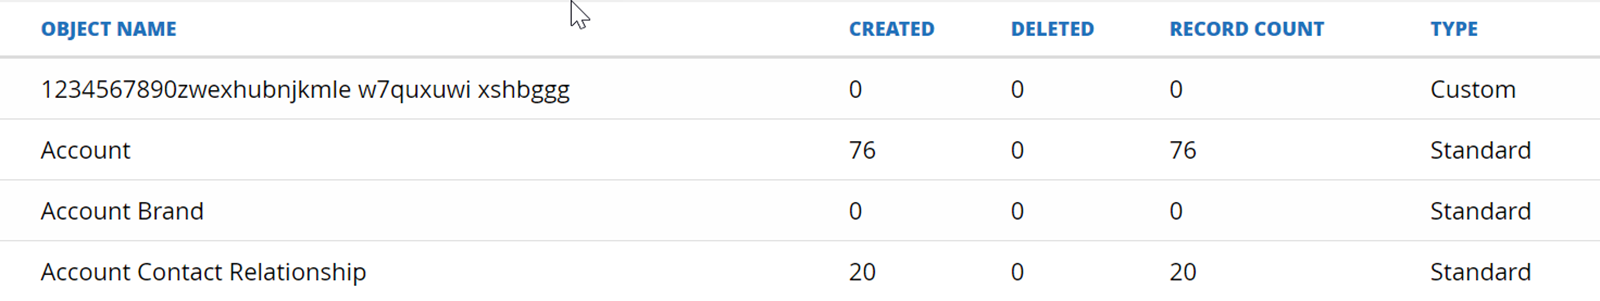 OBJECT NAME CREATED DELETED RECORD COUNT TYPE
1234567890zwexhubnjkmle w7quxuwi xshbggg 0 0 0 Custom
Account 76 0 76 Standard
Account Brand 0 0 0 Standard
Account Contact Relationship 20 0 20 Standard